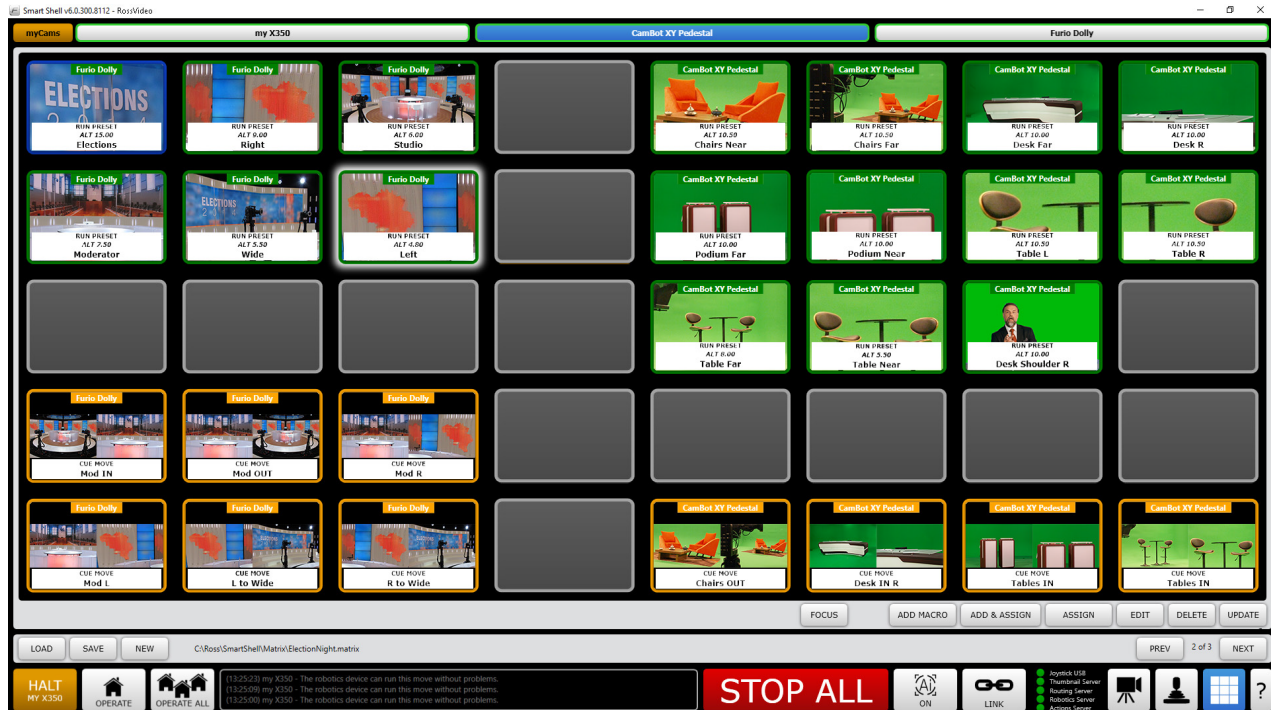 Smart Shell v6.0.300.8112 - RossVideo
myCams
my X350
CamBot XY Pedestal
Furio Dolly
Furio Dolly
ELECTIONS
RUN PRESET
ALT 15.00
Elections
Furio Dolly
RUN PRESET
ALT 9.00
Right
Furio Dolly
RUN PRESET
ALT 6.00
Studio
CamBot XY Pedestal
RUN PRESET
ALT 10.50
Chairs Near
CamBot XY Pedestal
RUN PRESET
ALT 10.50
Chairs Far
CamBot XY Pedestal
RUN PRESET
ALT 10.00
Desk Far
CamBot XY Pedestal
RUN PRESET
ALT 10.00
Desk R
Furio Dolly
RUN PRESET
ALT 7.50
Moderator
Furio Dolly
ELECTIONS
RUN PRESET
ALT 5.50
Wide
Furio Dolly
RUN PRESET
ALT 4.80
Left
CamBot XY Pedestal
RUN PRESET
ALT 10.00
Podium Far
CamBot XY Pedestal
RUN PRESET
ALT 10.00
Podium Near
CamBot XY Pedestal
RUN PRESET
ALT 10.50
Table L
CamBot XY Pedestal
RUN PRESET
ALT 10.50
Table R
CamBot XY Pedestal
RUN PRESET
ALT 8.00
Table Far
CamBot XY Pedestal
RUN PRESET
ALT 5.50
Table Near
CamBot XY Pedestal
RUN PRESET
ALT 10.00
Desk Shoulder R
Furio Dolly
CUE MOVE
Mod IN
Furio Dolly
CUE MOVE
Mod OUT
Furio Dolly
CUE MOVE
Mod R
Furio Dolly
CUE MOVE
Mod L
Furio Dolly
CUE MOVE
L to Wide
Furio Dolly
CUE MOVE
R to Wide
CamBot XY Pedestal
CUE MOVE
Chairs OUT
CamBot XY Pedestal
CUE MOVE
Desk IN R
CamBot XY Pedestal
CUE MOVE
Tables IN
CamBot XY Pedestal
CUE MOVE
Tables IN
FOCUS
ADD MACRO
ADD & ASSIGN
ASSIGN
EDIT
DELETE
UPDATE
LOAD
SAVE
NEW
C:\Ross\SmartShell\Matrix\ElectionNight.matrix
PREV
2 of 3
NEXT
HALT
MY X350
OPERATE
OPERATE ALL
(13:25:23) my X350 - The robotics device can run this move without problems.
(13:25:09) my X350 - The robotics device can run this move without problems.
(13:25:00) my X350 - The robotics device can run this move without problems.
STOP ALL
ON
LINK
Joystick USB
Thumbnail Server
Routing Server
Robotics Server
Actions Server
?